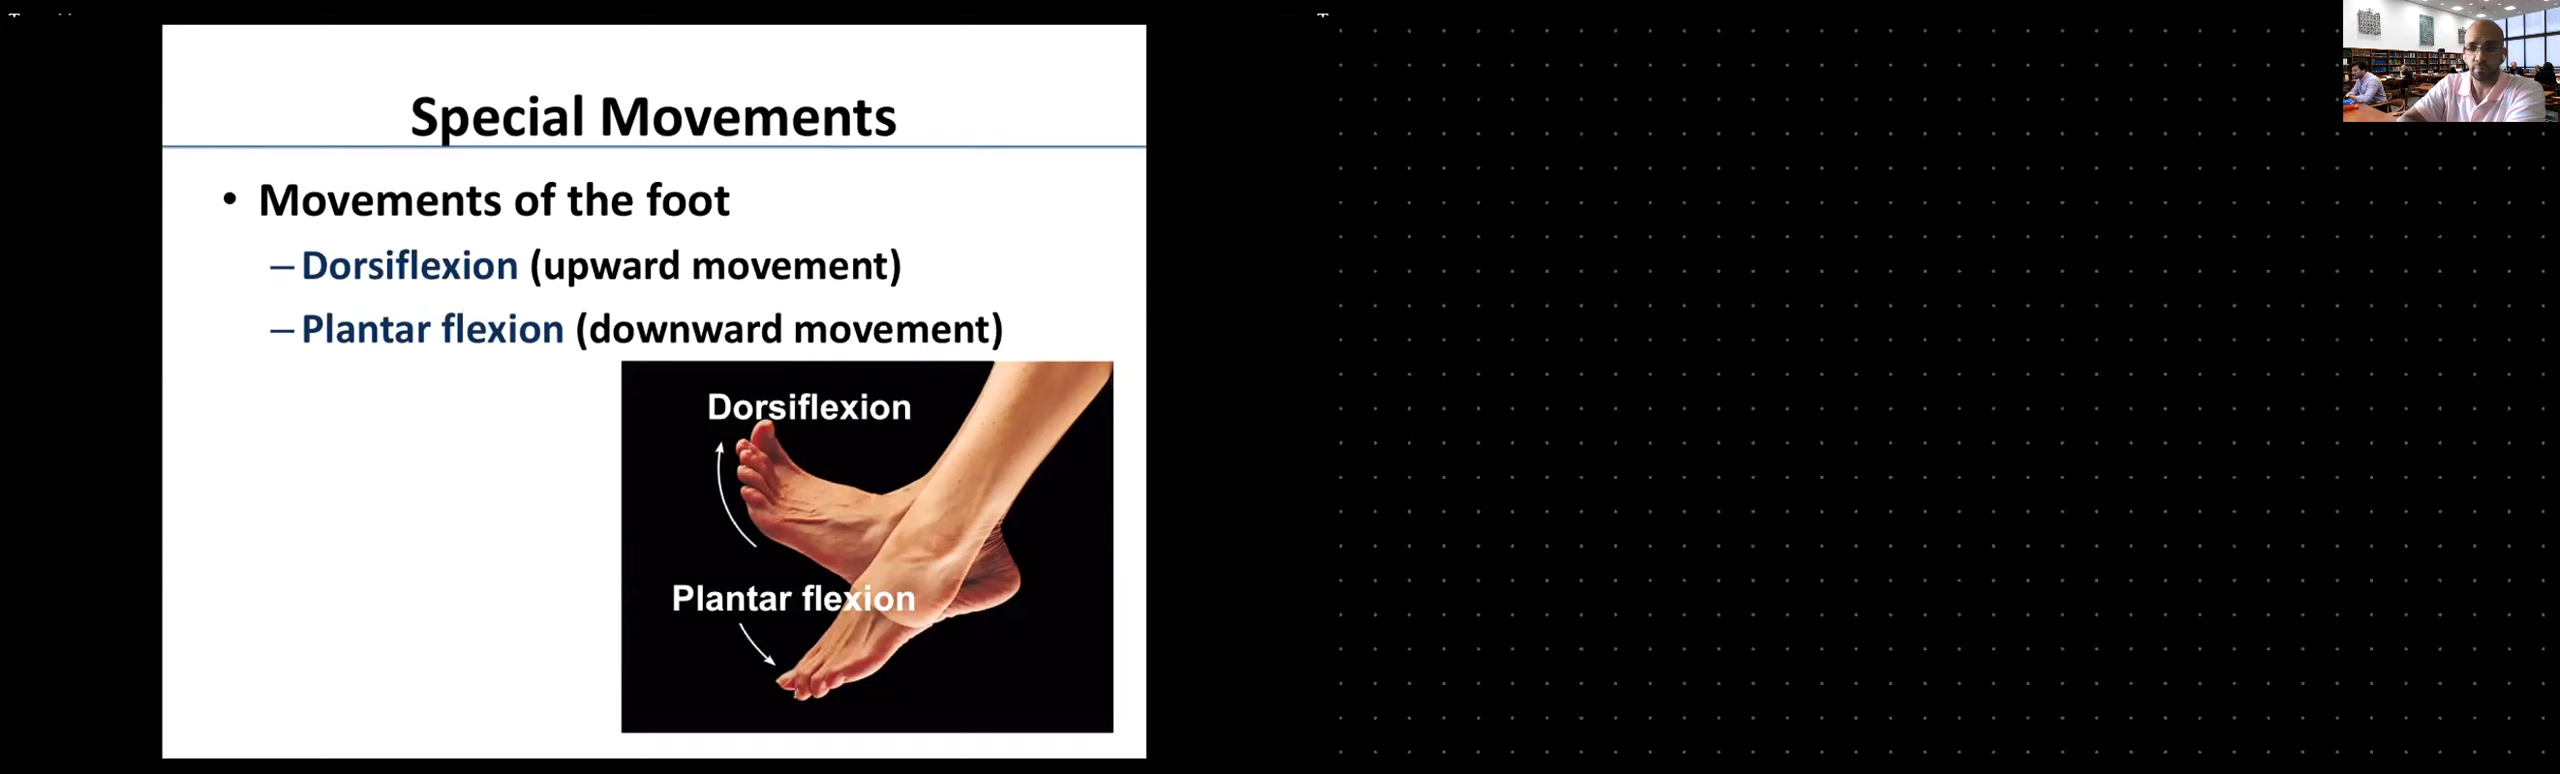 Special Movements
• Movements of the foot
– Dorsiflexion (upward movement)
– Plantar flexion (downward movement)
Dorsiflexion
Plantar flexion